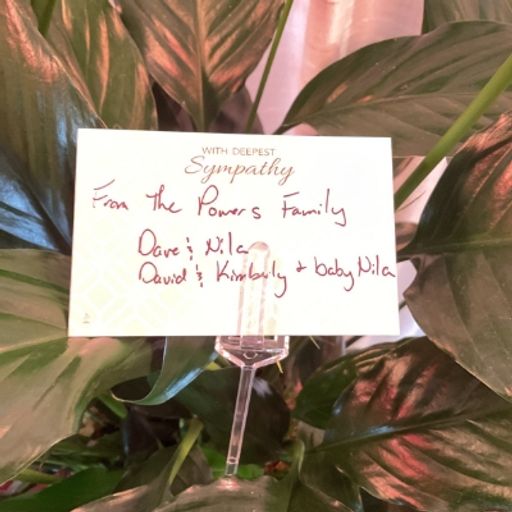 WITH DEEPEST
Sympathy
From The Powers Family
Dave & Nila
David & Kimberly + baby Nila